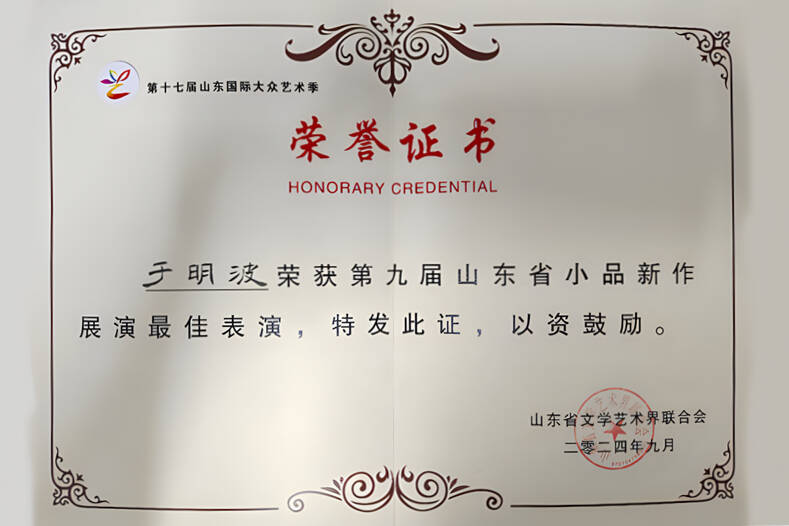 第十七届山东国际大众艺术季
荣誉证书
HONORARY CREDENTIAL
于明波荣获第九届山东省小品新作
展演最佳表演，特发此证，以资鼓励。
山东省文学艺术界联合会
二零二四年九月